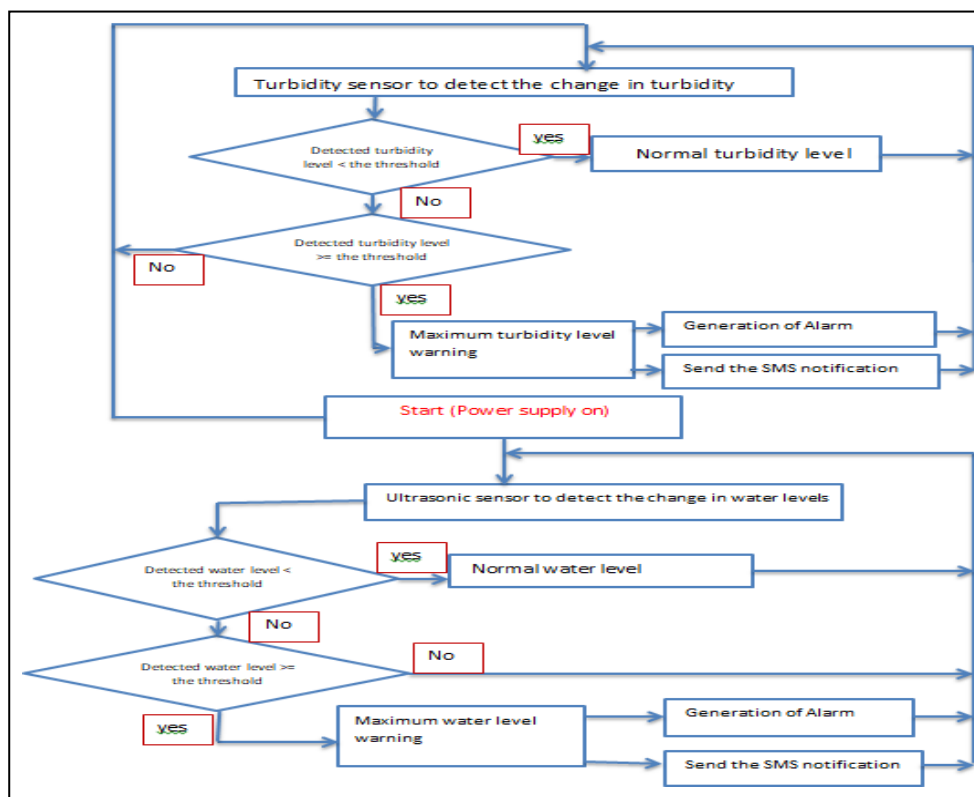 Turbidity sensor to detect the change in turbidity
yes
Detected turbidity
level < the threshold
Normal turbidity level
No
Detected turbidity level
>= the threshold
No
yes
Maximum turbidity level
warning
Generation of Alarm
Send the SMS notification
Start (Power supply on)
Ultrasonic sensor to detect the change in water levels
yes
Detected water level <
the threshold
Normal water level
No
Detected water level >=
the threshold
No
yes
Maximum water level
warning
Generation of Alarm
Send the SMS notification